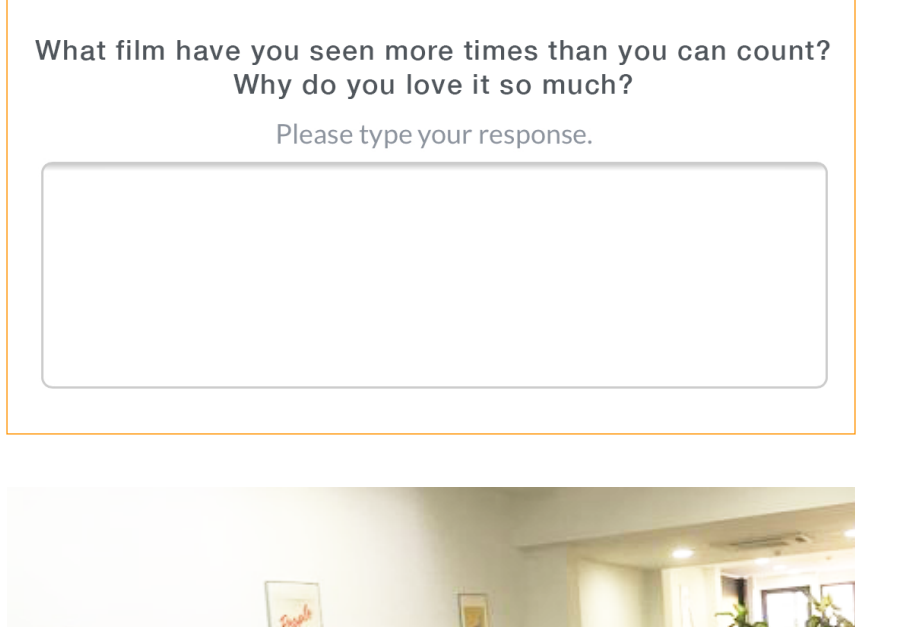 What film have you seen more times than you can count?
Why do you love it so much?
Please type your response.
People